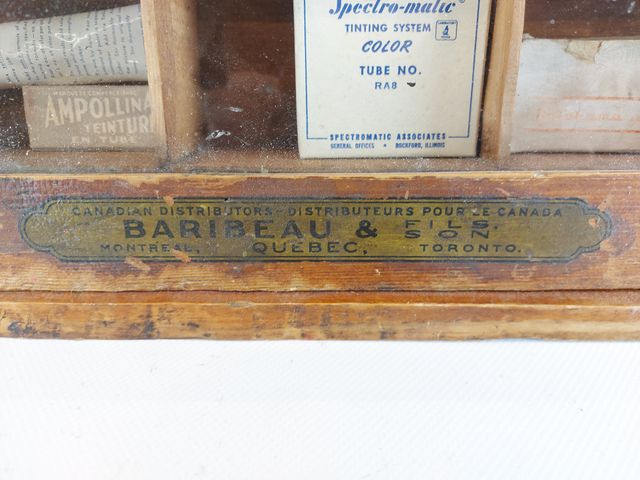 Spectro-matic
TINTING SYSTEM
COLOR
TUBE NO.
RA8
SPECTROMATIC ASSOCIATES
GENERAL OFFICES • ROCKFORD, ILLINOIS
AMPOLLINA
TEINTURE
EN TUBE
CANADIAN DISTRIBUTORS - DISTRIBUTEURS POUR LE CANADA
BARIBEAU & FILS. SON
MONTREAL, QUEBEC, TORONTO.